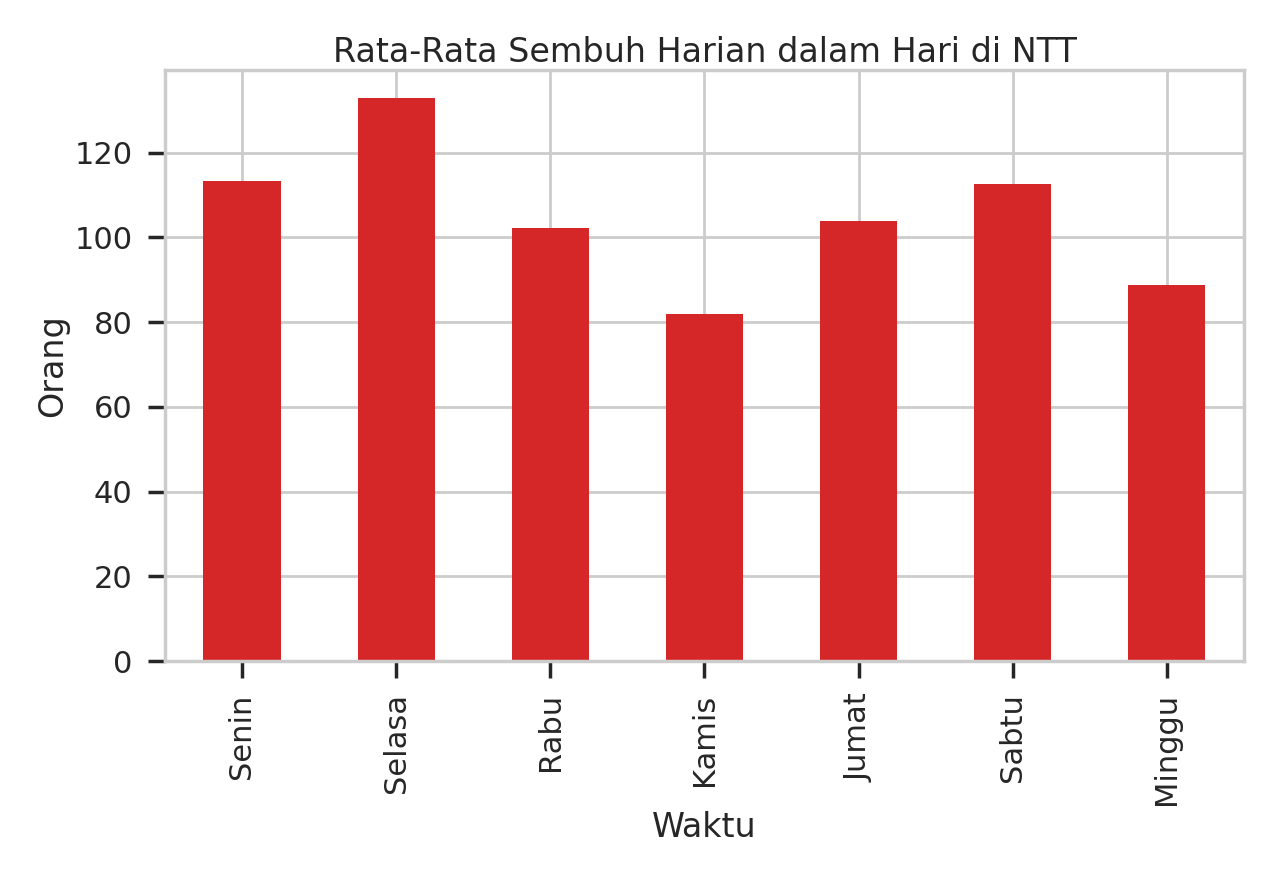 Rata-Rata Sembuh Harian dalam Hari di NTT
120
100
80
60
40
20
0
Orang
Senin
Selasa
Rabu
Kamis
Jumat
Sabtu
Minggu
Waktu